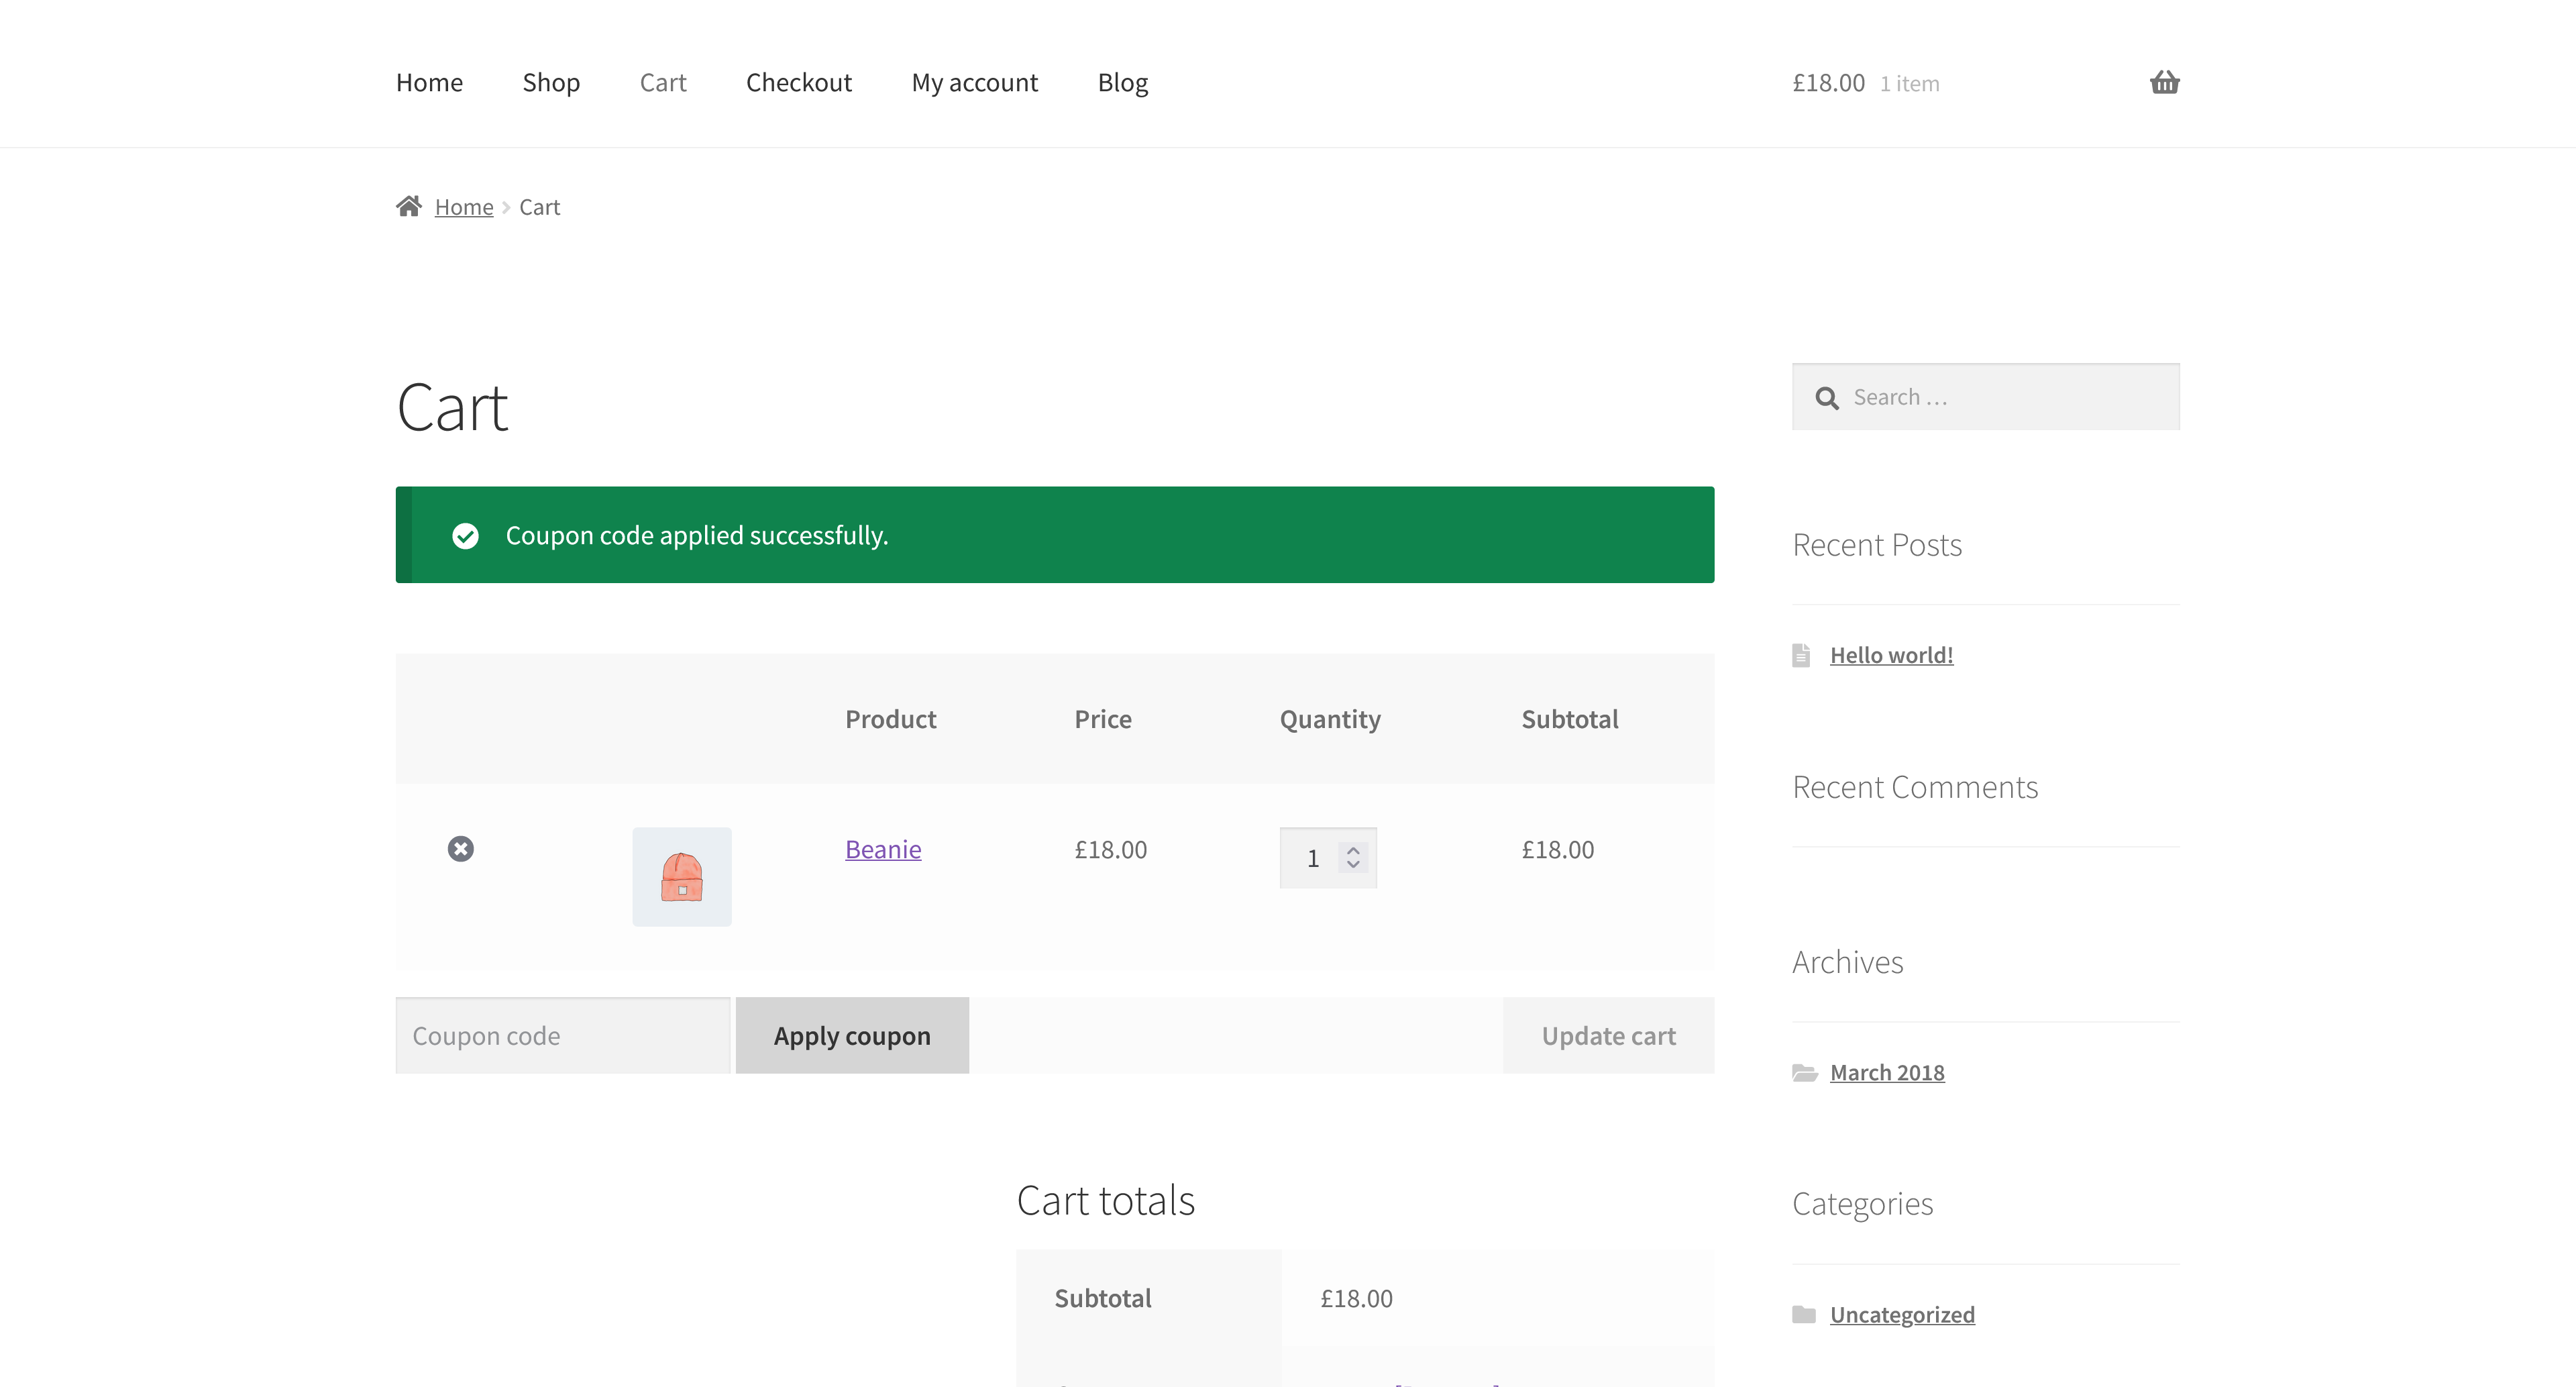 Home Shop Cart Checkout My account Blog £18.00 1 item
Home Cart
Cart
Coupon code applied successfully.
Product Price Quantity Subtotal
Beanie £18.00 1 £18.00
Coupon code Apply coupon Update cart
Cart totals
Subtotal £18.00
Search …
Recent Posts
Hello world!
Recent Comments
Archives
March 2018
Categories
Uncategorized